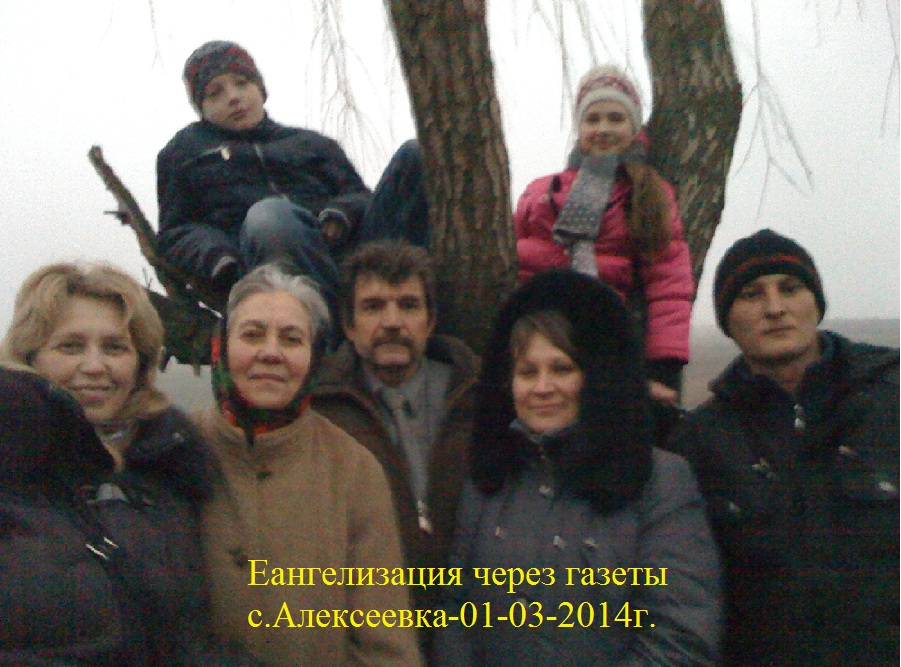 Еангелизация через газеты
с.Алексеевка-01-03-2014г.